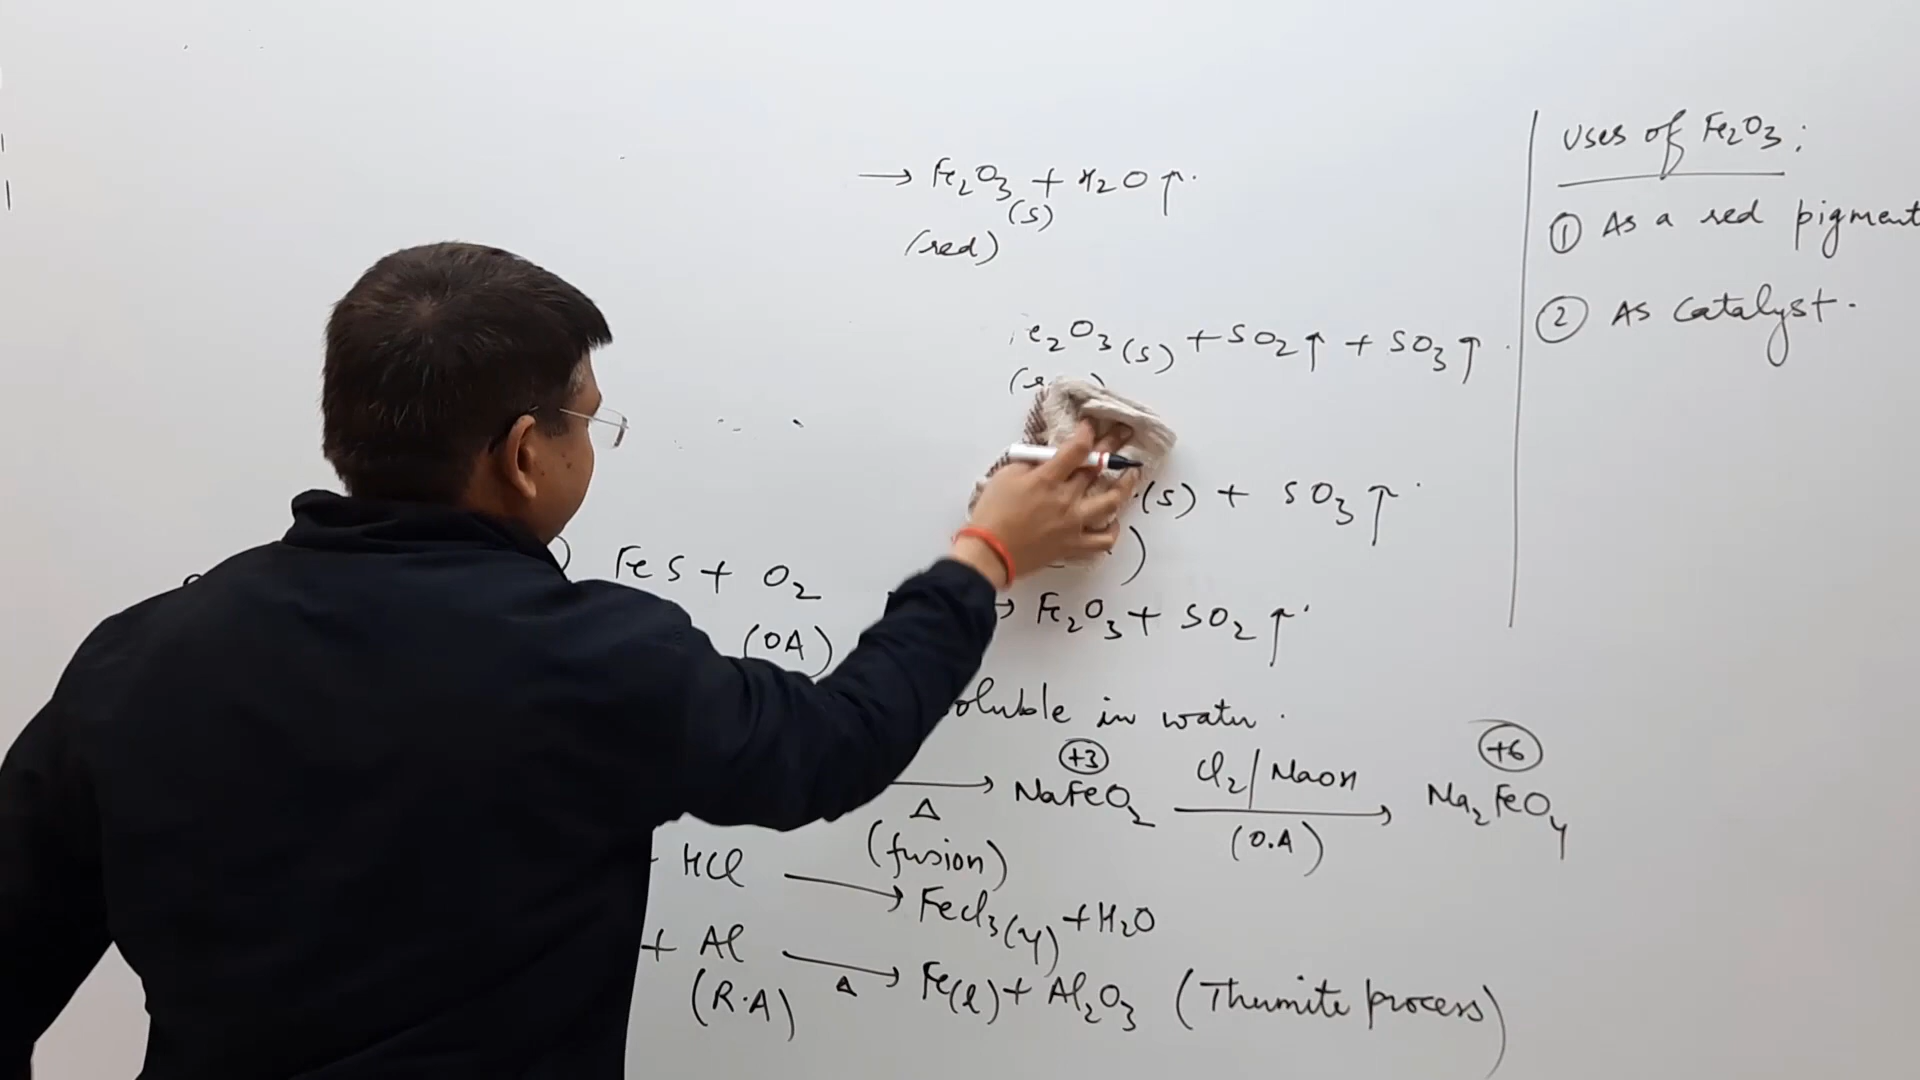 → Fe₂O₃ + H₂O ↑.
(s)
(red)
e₂O₃(s) + SO₂↑ + SO₃↑.
(s) + SO₃↑.
FeS + O₂ → Fe₂O₃ + SO₂↑.
(OA)
soluble in water.
→ NaFeO₂ Cl₂/NaOH → Na₂FeO₄
+3 +6
Δ (O.A)
(fusion)
HCl → FeCl₃(y) + H₂O
+ Al → Fe(l) + Al₂O₃ (Thermite process)
(R.A) Δ
Uses of Fe₂O₃:
① As a red pigment
② As catalyst.